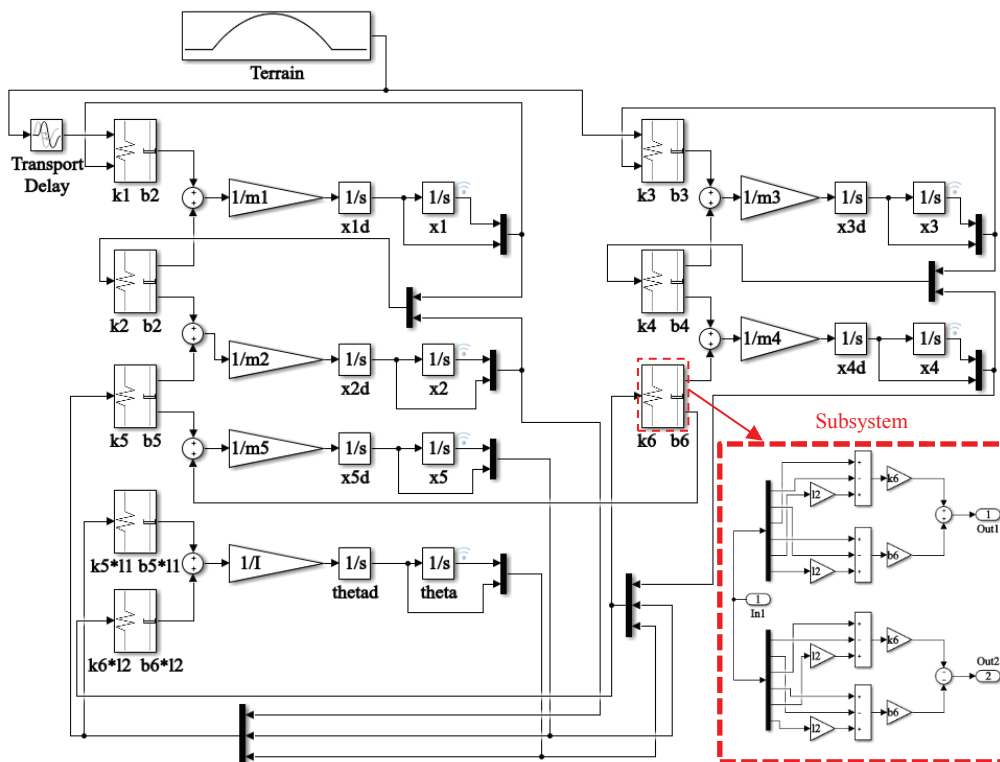 Terrain
Transport
Delay
k1 b2
1/m1
1/s
x1d
1/s
x1
k3 b3
1/m3
1/s
x3d
1/s
x3
k2 b2
1/m2
1/s
x2d
1/s
x2
k4 b4
1/m4
1/s
x4d
1/s
x4
k5 b5
1/m5
1/s
x5d
1/s
x5
k6 b6
k5*l1 b5*l1
1/I
1/s
thetad
1/s
theta
k6*l2 b6*l2
Subsystem
l2
k6
l2
b6
1
Out1
1
In1
l2
k6
l2
b6
Out2
2